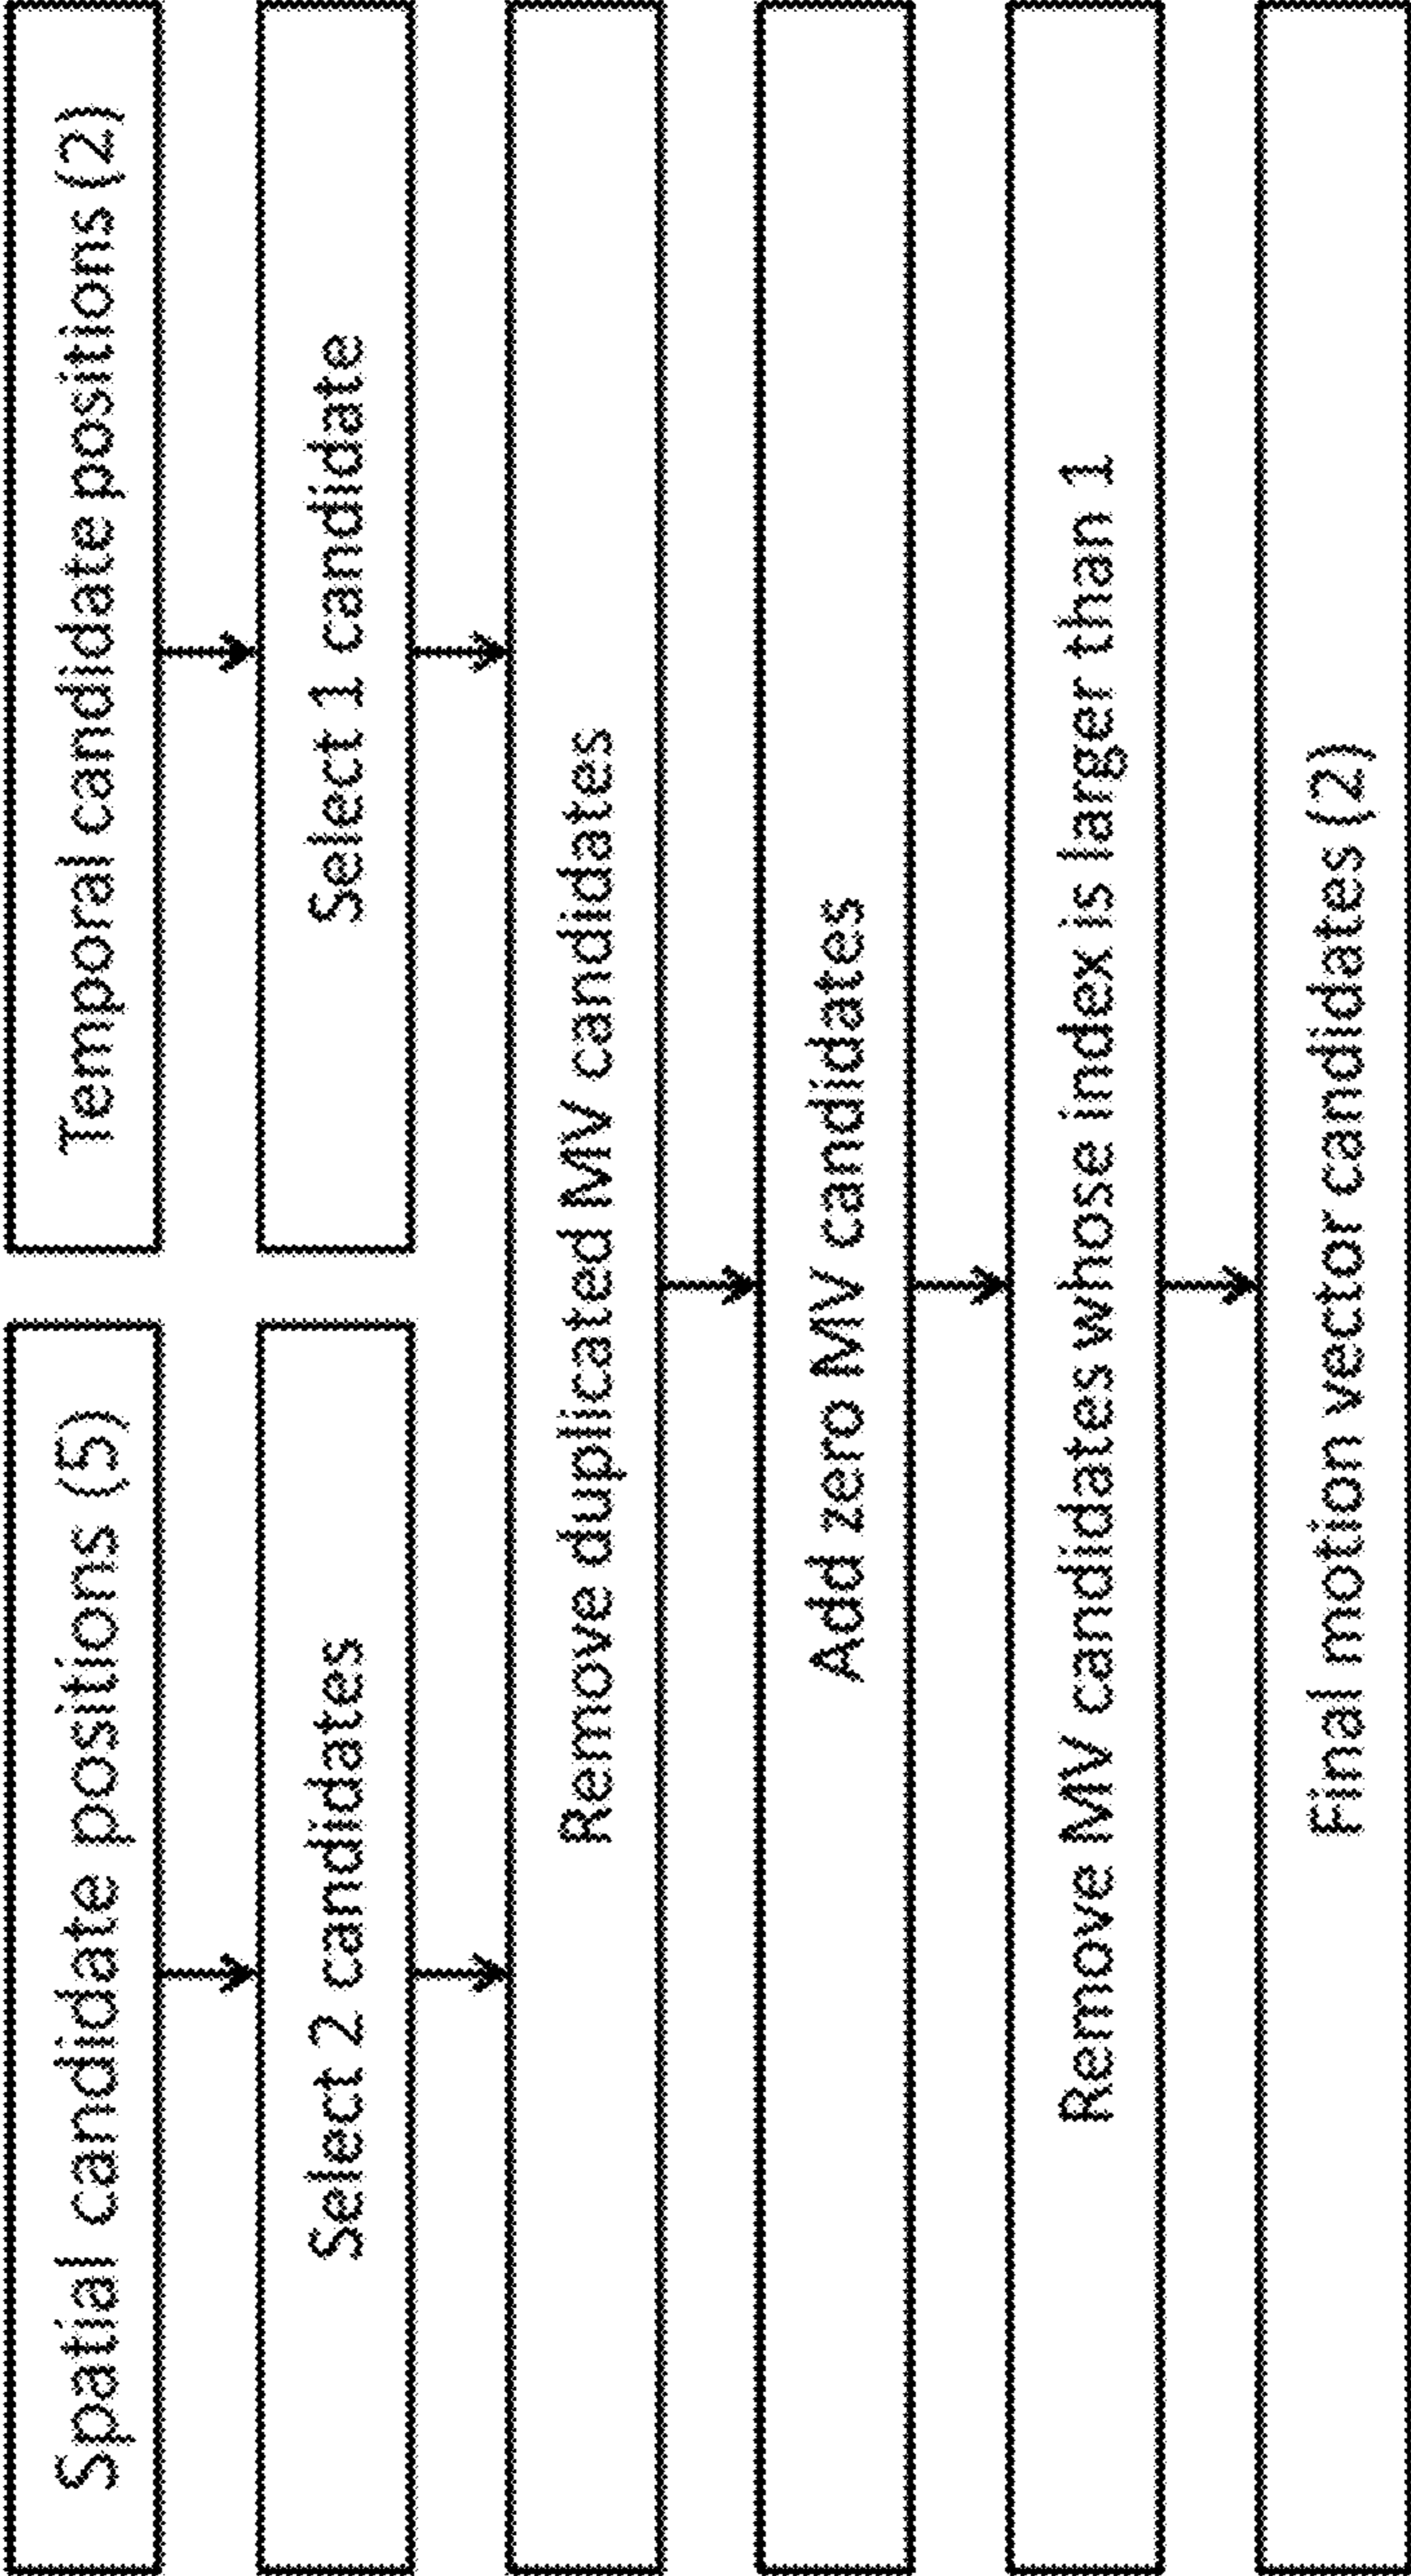 Spatial candidate positions (5)
Temporal candidate positions (2)
Select 2 candidates
Select 1 candidate
Remove duplicated MV candidates
Add zero MV candidates
Remove MV candidates whose index is larger than 1
Final motion vector candidates (2)